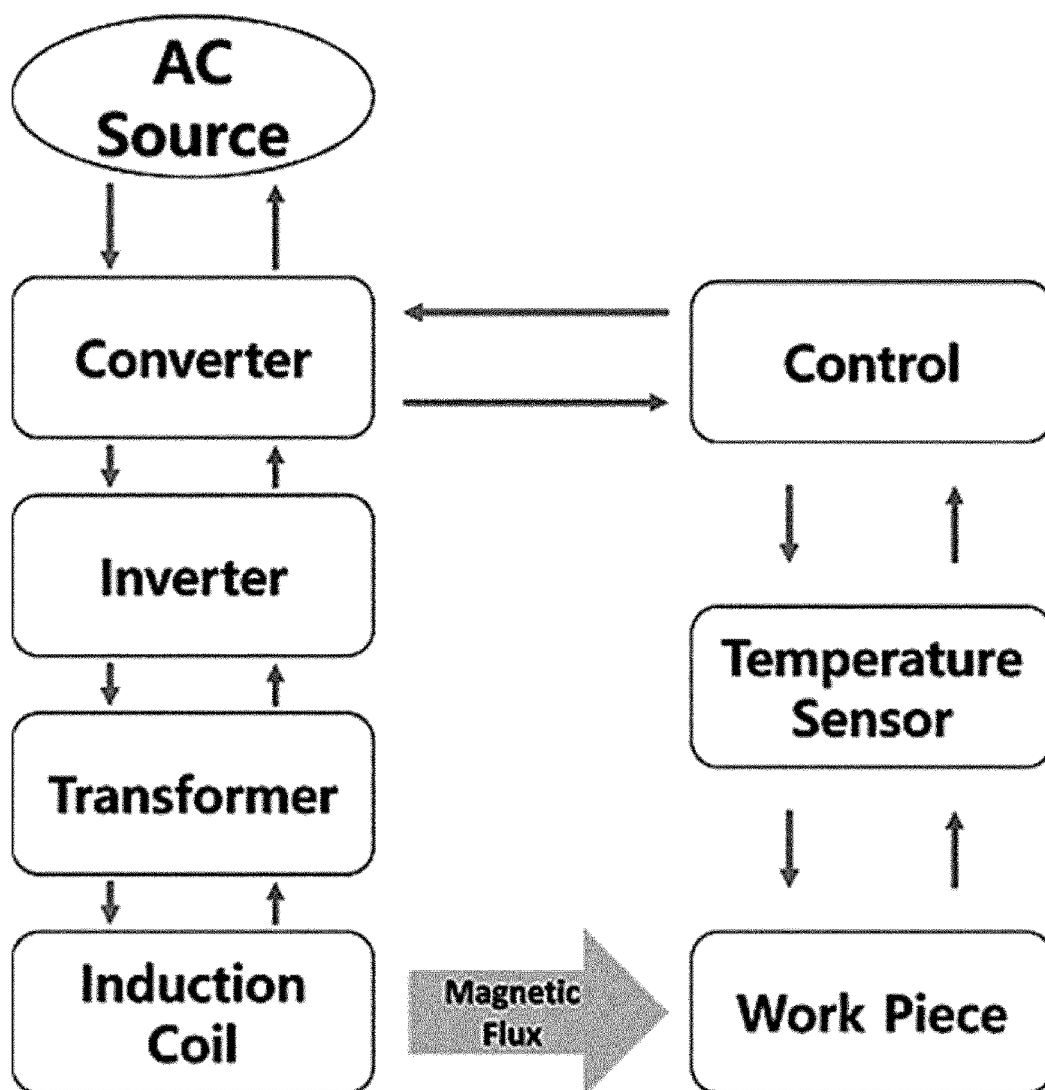 AC
Source
Converter
Control
Inverter
Temperature
Sensor
Transformer
Induction
Coil
Magnetic
Flux
Work Piece